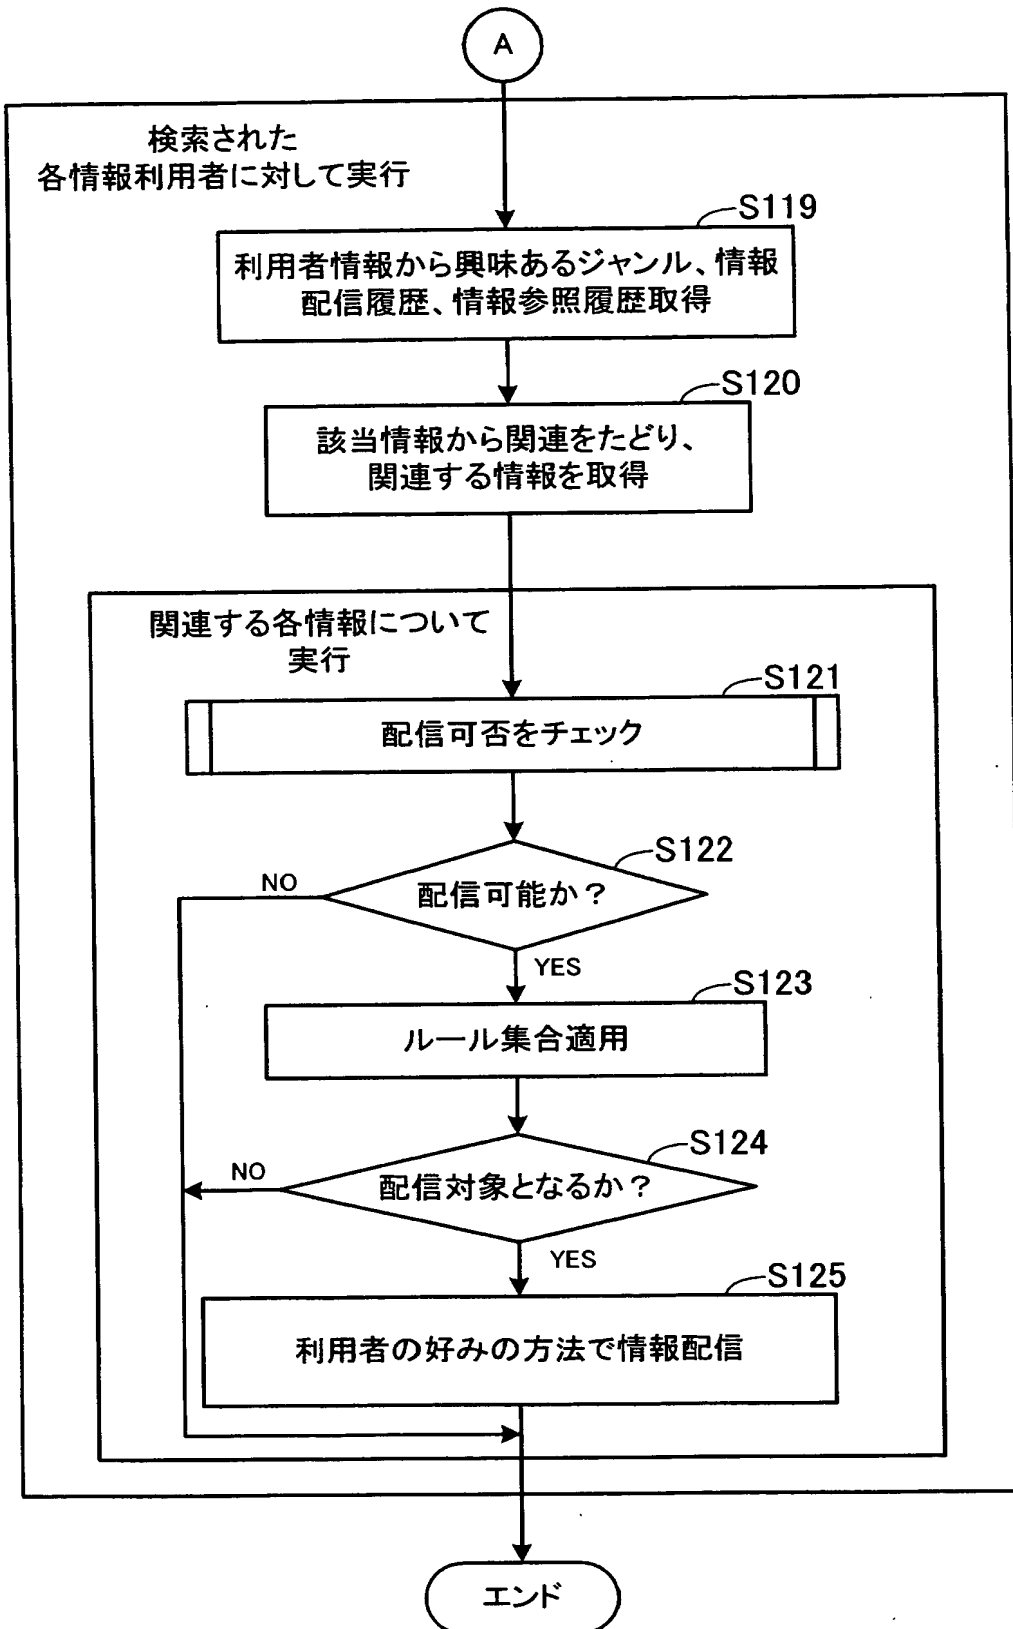 A
検索された
各情報利用者に対して実行
S119
利用者情報から興味あるジャンル、情報
配信履歴、情報参照履歴取得
S120
該当情報から関連をたどり、
関連する情報を取得
関連する各情報について
実行
S121
配信可否をチェック
S122
配信可能か？
NO
YES
S123
ルール集合適用
S124
配信対象となるか？
NO
YES
S125
利用者の好みの方法で情報配信
エンド